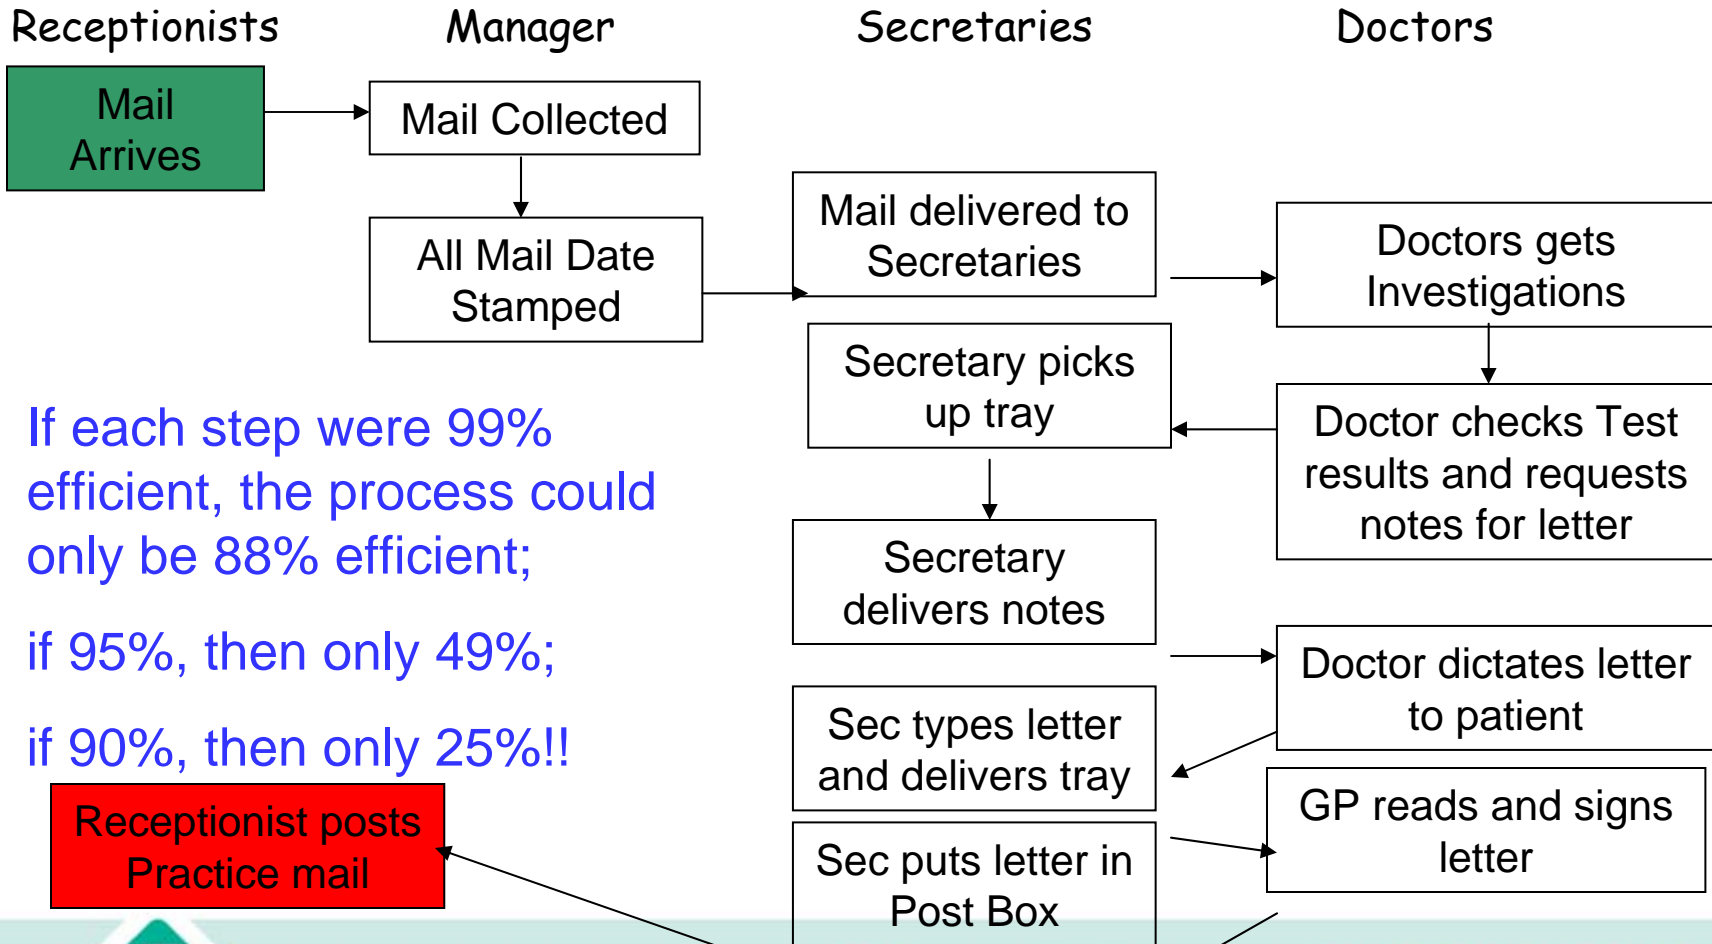 Receptionists Manager Secretaries Doctors
Mail
Arrives
Mail Collected
All Mail Date
Stamped
Mail delivered to
Secretaries
Doctors gets
Investigations
Doctor checks Test
results and requests
notes for letter
Secretary picks
up tray
Secretary
delivers notes
Doctor dictates letter
to patient
Sec types letter
and delivers tray
GP reads and signs
letter
Sec puts letter in
Post Box
Receptionist posts
Practice mail
If each step were 99%
efficient, the process could
only be 88% efficient;
if 95%, then only 49%;
if 90%, then only 25%!!